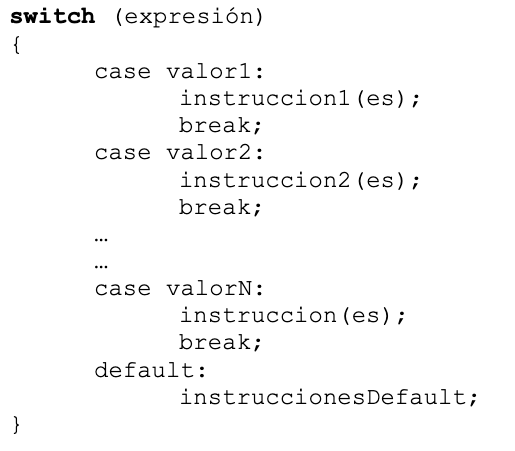 switch (expresión)
{
case valor1:
instruccion1(es);
break;
case valor2:
instruccion2(es);
break;
…
…
case valorN:
instruccion(es);
break;
default:
instruccionesDefault;
}